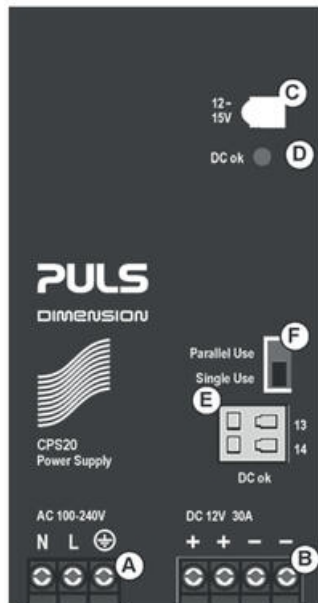 C
12-
15V
DC ok
D
PULS
DIMENSION
F
Parallel Use
Single Use
E
13
14
DC ok
CPS20
Power Supply
AC 100-240V
N L
A
DC 12V 30A
+ + − −
B